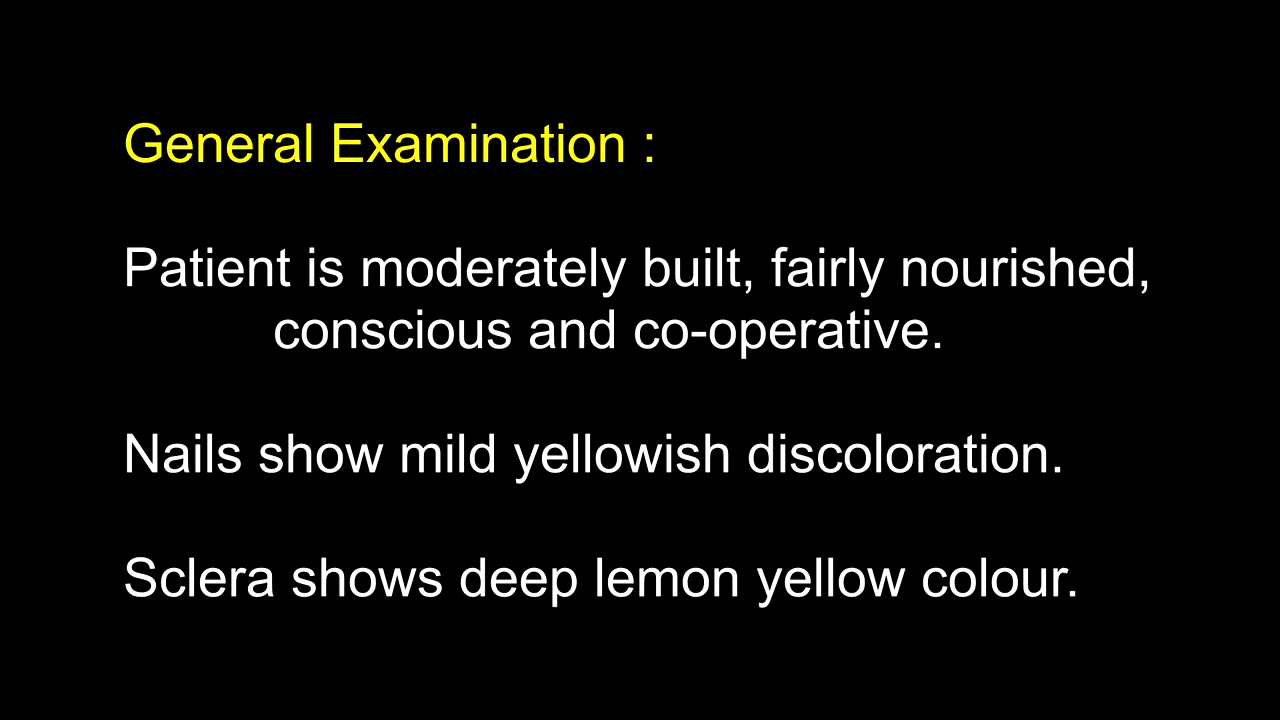 General Examination :
Patient is moderately built, fairly nourished,
conscious and co-operative.
Nails show mild yellowish discoloration.
Sclera shows deep lemon yellow colour.